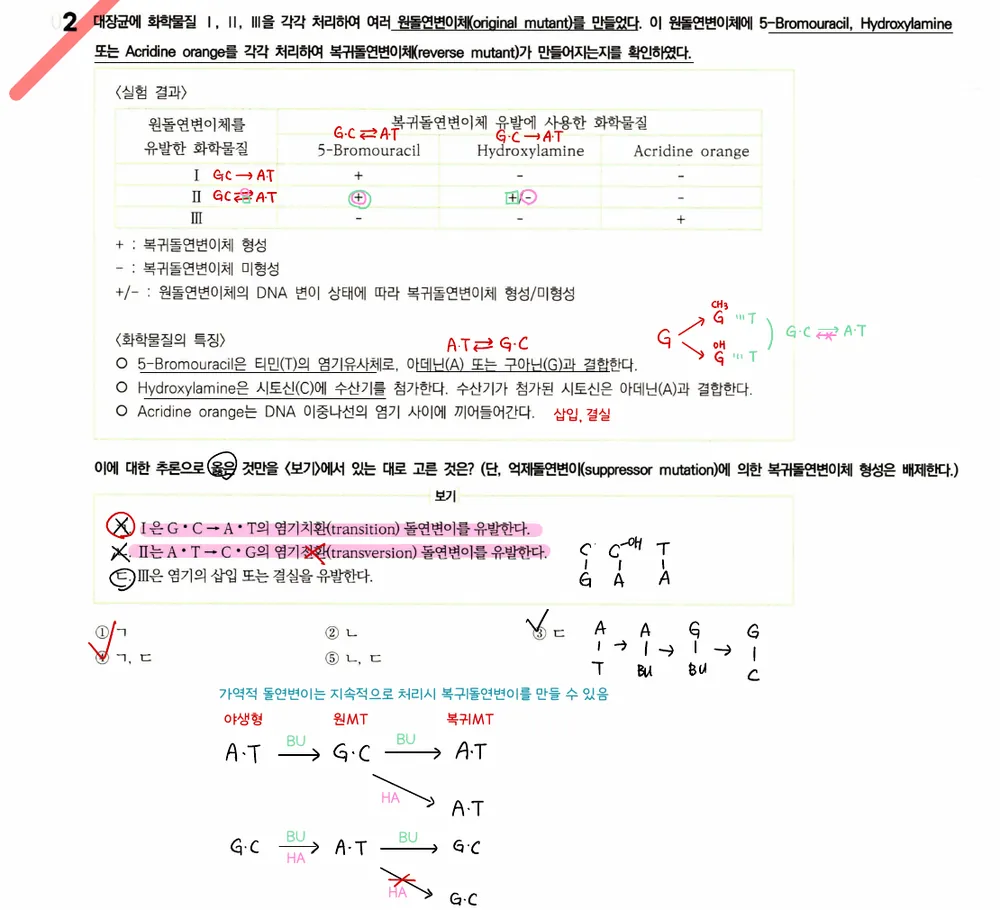 2 대장균에 화학물질 Ⅰ, Ⅱ, Ⅲ을 각각 처리하여 여러 원돌연변이체(original mutant)를 만들었다. 이 원돌연변이체에 5-Bromouracil, Hydroxylamine
또는 Acridine orange를 각각 처리하여 복귀돌연변이체(reverse mutant)가 만들어지는지를 확인하였다.
<실험 결과>
원돌연변이체를 유발한 화학물질
복귀돌연변이체 유발에 사용한 화학물질
G·C ⇄ A·T G·C → A·T
5-Bromouracil Hydroxylamine Acridine orange
Ⅰ GC → A·T + - -
Ⅱ GC ⇄ A·T + +/- -
Ⅲ - - +
+ : 복귀돌연변이체 형성
- : 복귀돌연변이체 미형성
+/- : 원돌연변이체의 DNA 변이 상태에 따라 복귀돌연변이체 형성/미형성
<화학물질의 특징> A·T ⇄ G·C
○ 5-Bromouracil은 티민(T)의 염기유사체로, 아데닌(A) 또는 구아닌(G)과 결합한다.
○ Hydroxylamine은 시토신(C)에 수산기를 첨가한다. 수산기가 첨가된 시토신은 아데닌(A)과 결합한다.
○ Acridine orange는 DNA 이중나선의 염기 사이에 끼어들어간다. 삽입, 결실
CH3
G G ''' T
OH
G ''' T
G·C ⇄ A·T
이에 대한 추론으로 옳은 것만을 <보기>에서 있는 대로 고른 것은? (단, 억제돌연변이(suppressor mutation)에 의한 복귀돌연변이체 형성은 배제한다.)
보기
ㄱ. Ⅰ은 G·C → A·T의 염기치환(transition) 돌연변이를 유발한다.
ㄴ. Ⅱ는 A·T → C·G의 염기전환(transversion) 돌연변이를 유발한다.
ㄷ. Ⅲ은 염기의 삽입 또는 결실을 유발한다.
C C-OH T
G A A
① ㄱ ② ㄴ ③ ㄷ
④ ㄱ, ㄷ ⑤ ㄴ, ㄷ
A → A → G → G
T BU BU C
가역적 돌연변이는 지속적으로 처리시 복귀돌연변이를 만들 수 있음
야생형 원MT 복귀MT
A·T BU → G·C BU → A·T
HA A·T
G·C BU HA → A·T BU → G·C
HA G·C